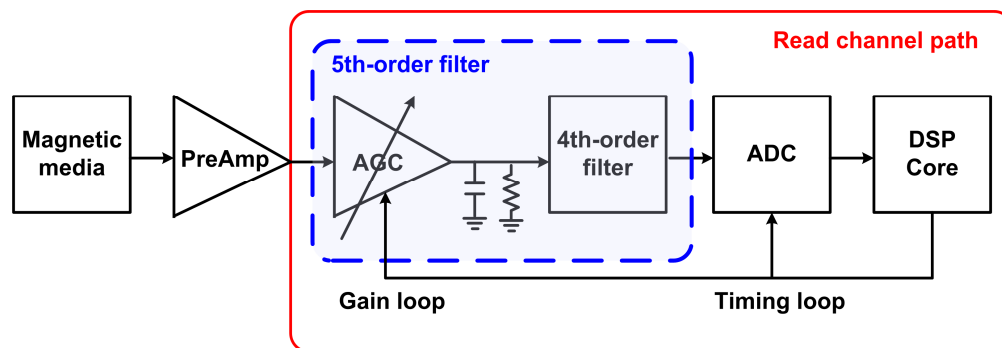 Read channel path
5th-order filter
Magnetic
media
PreAmp
AGC
4th-order
filter
ADC
DSP
Core
Gain loop
Timing loop